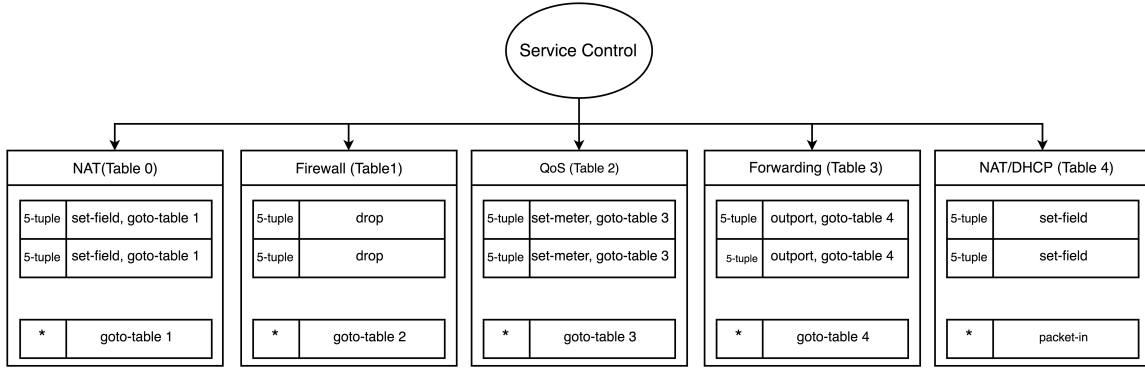 Service Control
NAT(Table 0)
5-tuple set-field, goto-table 1
5-tuple set-field, goto-table 1
* goto-table 1
Firewall (Table1)
5-tuple drop
5-tuple drop
* goto-table 2
QoS (Table 2)
5-tuple set-meter, goto-table 3
5-tuple set-meter, goto-table 3
* goto-table 3
Forwarding (Table 3)
5-tuple outport, goto-table 4
5-tuple outport, goto-table 4
* goto-table 4
NAT/DHCP (Table 4)
5-tuple set-field
5-tuple set-field
* packet-in